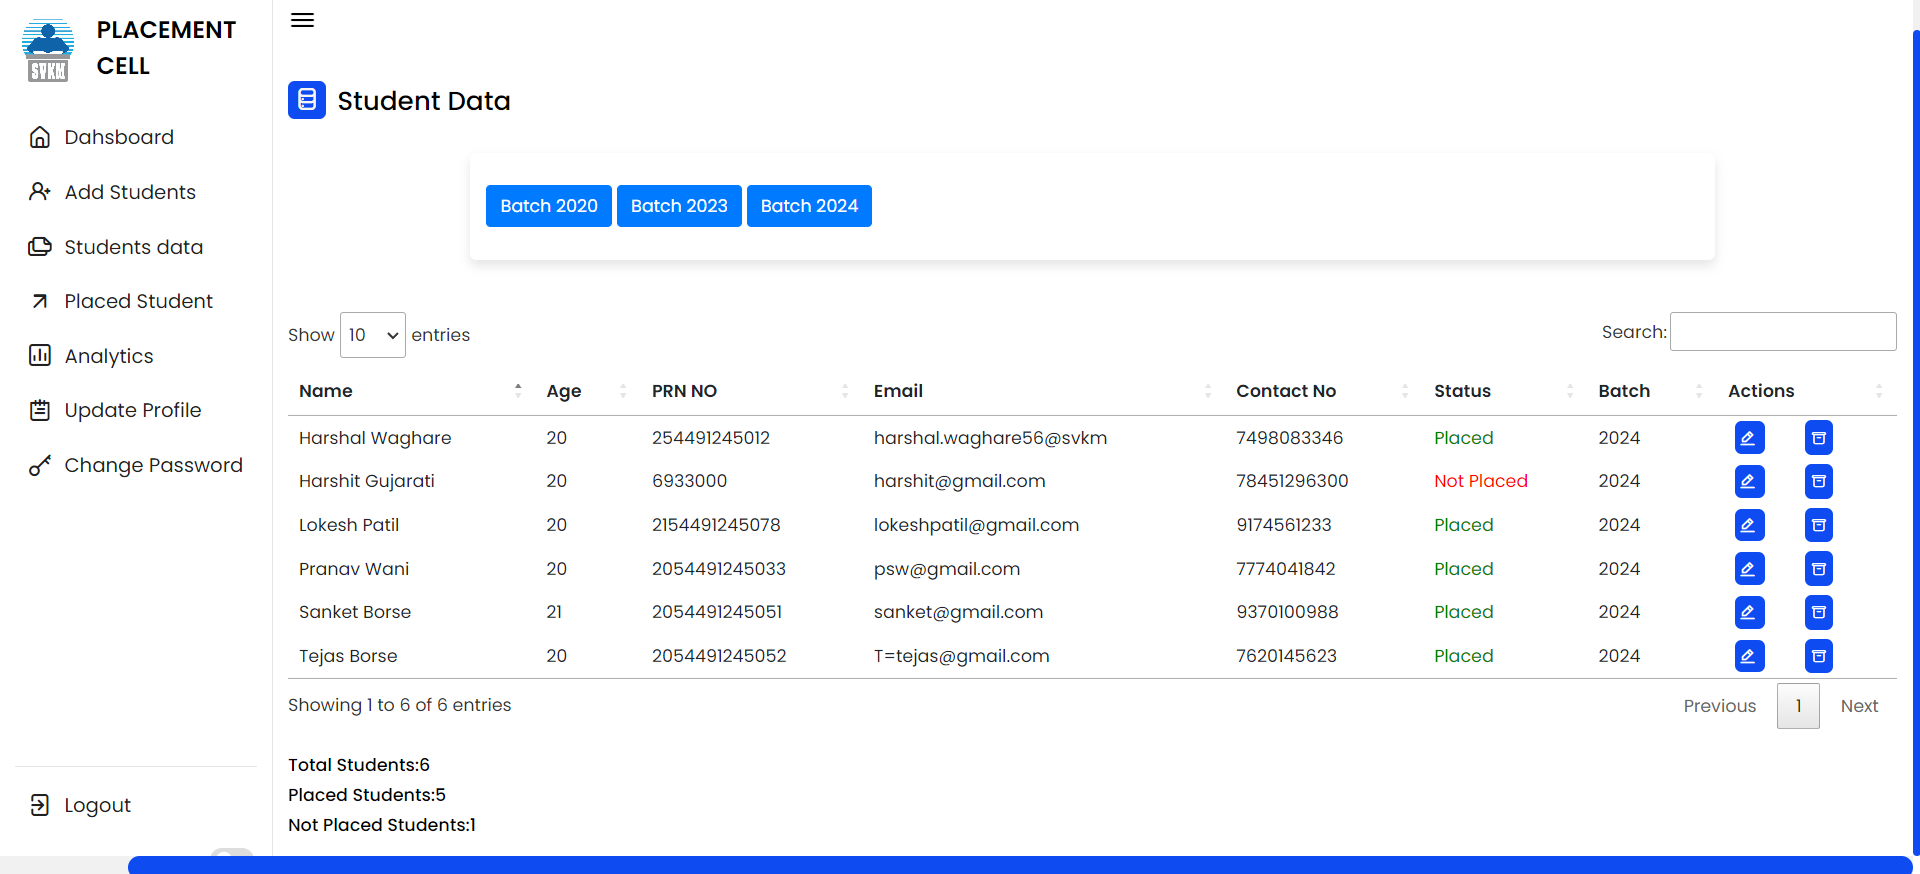 SVKM
PLACEMENT
CELL
Dahsboard
Add Students
Students data
Placed Student
Analytics
Update Profile
Change Password
Logout
Student Data
Batch 2020 Batch 2023 Batch 2024
Show 10 entries
Search:
Name Age PRN NO Email Contact No Status Batch Actions
Harshal Waghare 20 254491245012 harshal.waghare56@svkm 7498083346 Placed 2024
Harshit Gujarati 20 6933000 harshit@gmail.com 78451296300 Not Placed 2024
Lokesh Patil 20 2154491245078 lokeshpatil@gmail.com 9174561233 Placed 2024
Pranav Wani 20 2054491245033 psw@gmail.com 7774041842 Placed 2024
Sanket Borse 21 2054491245051 sanket@gmail.com 9370100988 Placed 2024
Tejas Borse 20 2054491245052 T=tejas@gmail.com 7620145623 Placed 2024
Showing 1 to 6 of 6 entries
Previous 1 Next
Total Students:6
Placed Students:5
Not Placed Students:1